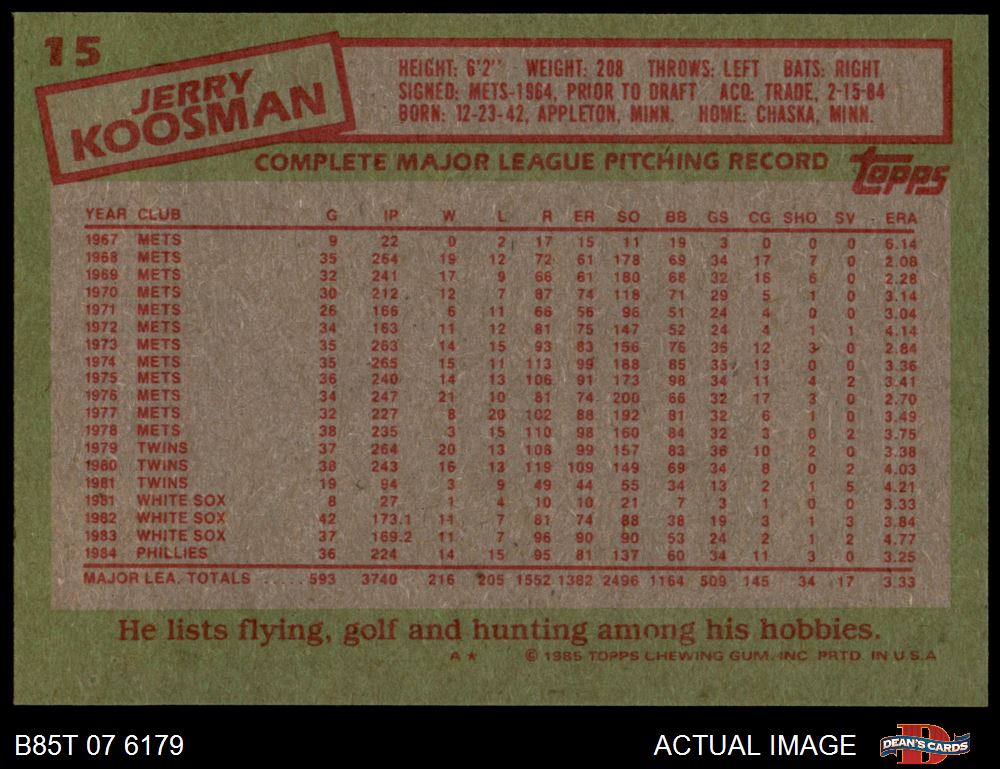 15
JERRY
KOOSMAN
HEIGHT: 6'2" WEIGHT: 208 THROWS: LEFT BATS: RIGHT
SIGNED: METS-1964, PRIOR TO DRAFT ACQ: TRADE, 2-15-84
BORN: 12-23-42, APPLETON, MINN. HOME: CHASKA, MINN.
COMPLETE MAJOR LEAGUE PITCHING RECORD
topps
YEAR CLUB G IP W L R ER SO BB GS CG SHO SV ERA
1967 METS 9 22 0 2 17 15 11 19 3 0 0 0 6.14
1968 METS 35 264 19 12 72 61 178 69 34 17 7 0 2.08
1969 METS 32 241 17 9 66 61 180 68 32 16 6 0 2.28
1970 METS 30 212 12 7 87 74 118 71 29 5 1 0 3.14
1971 METS 26 166 6 11 66 56 96 51 24 4 0 0 3.04
1972 METS 34 163 11 12 81 75 147 52 24 4 1 1 4.14
1973 METS 35 263 14 15 93 83 156 76 35 12 3 0 2.84
1974 METS 35 265 15 11 113 99 188 85 35 13 0 0 3.36
1975 METS 36 240 14 13 106 91 173 98 34 11 4 2 3.41
1976 METS 34 247 21 10 81 74 200 66 32 17 3 0 2.70
1977 METS 32 227 8 20 102 88 192 81 32 6 1 0 3.49
1978 METS 38 235 3 15 110 98 160 84 32 3 0 2 3.75
1979 TWINS 37 264 20 13 108 99 157 83 36 10 2 0 3.38
1980 TWINS 38 243 16 13 119 109 149 69 34 8 0 2 4.03
1981 TWINS 19 94 3 9 49 44 55 34 13 2 1 5 4.21
1981 WHITE SOX 8 27 1 4 10 10 21 7 3 1 0 0 3.33
1982 WHITE SOX 42 173.1 11 7 81 74 88 38 19 3 1 3 3.84
1983 WHITE SOX 37 169.2 11 7 96 90 90 53 24 2 1 2 4.77
1984 PHILLIES 36 224 14 15 95 81 137 60 34 11 3 0 3.25
MAJOR LEA. TOTALS ..... 593 3740 216 205 1552 1382 2496 1164 509 145 34 17 3.33
He lists flying, golf and hunting among his hobbies.
A ★ © 1985 TOPPS CHEWING GUM, INC. PRTD. IN U.S.A
B85T 07 6179
ACTUAL IMAGE
D
DEAN'S CARDS